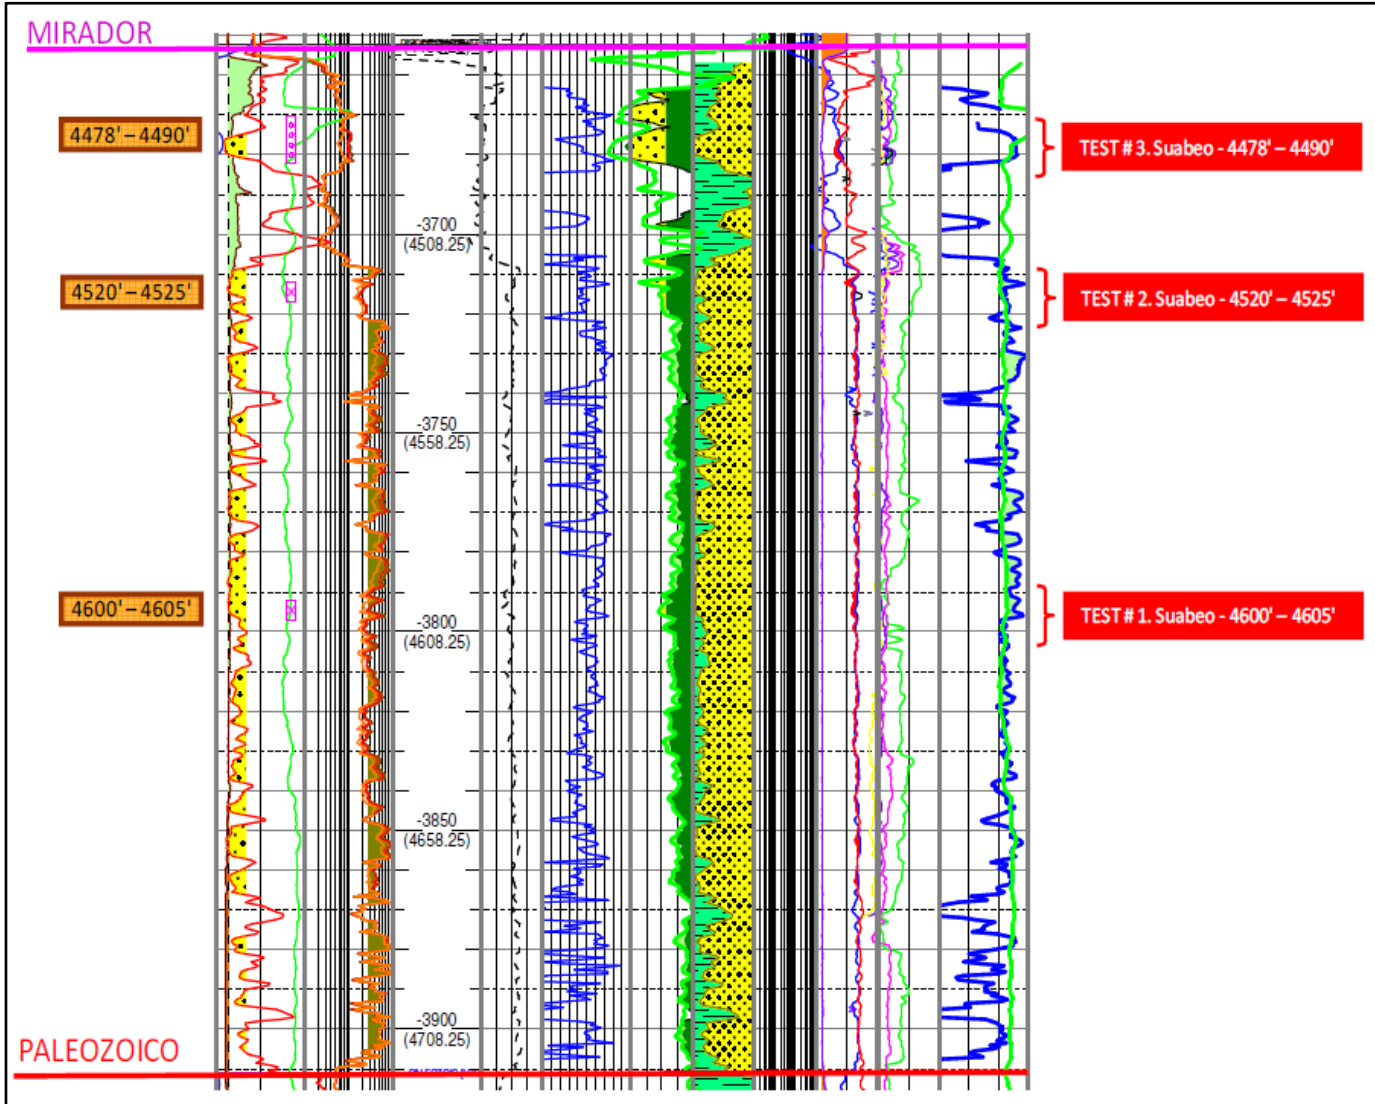 MIRADOR
4478' – 4490'
TEST # 3. Suabeo - 4478' – 4490'
-3700
(4508.25)
4520' – 4525'
TEST # 2. Suabeo - 4520' – 4525'
-3750
(4558.25)
4600' – 4605'
TEST # 1. Suabeo - 4600' – 4605'
-3800
(4608.25)
-3850
(4658.25)
-3900
(4708.25)
PALEOZOICO